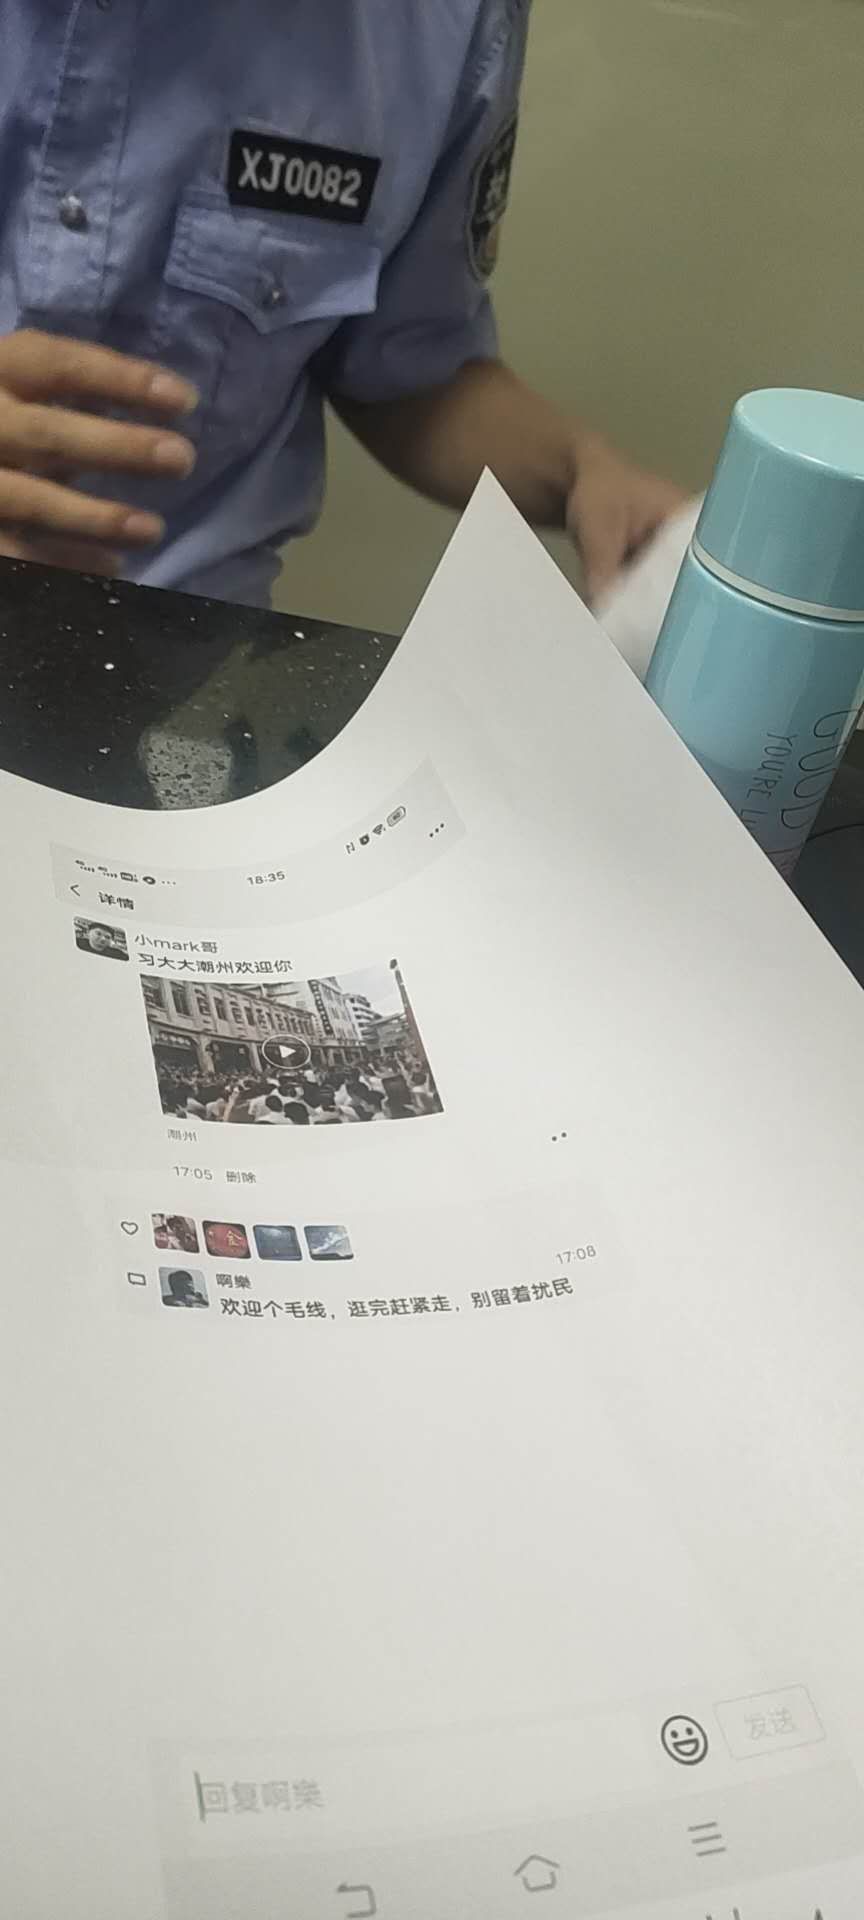 XJ0082
GOOD
YOU'RE
18:35
详情
小mark哥
习大大潮州欢迎你
潮州
17:05 删除
17:08
啊樂
欢迎个毛线，逛完赶紧走，别留着扰民
回复啊樂
发送